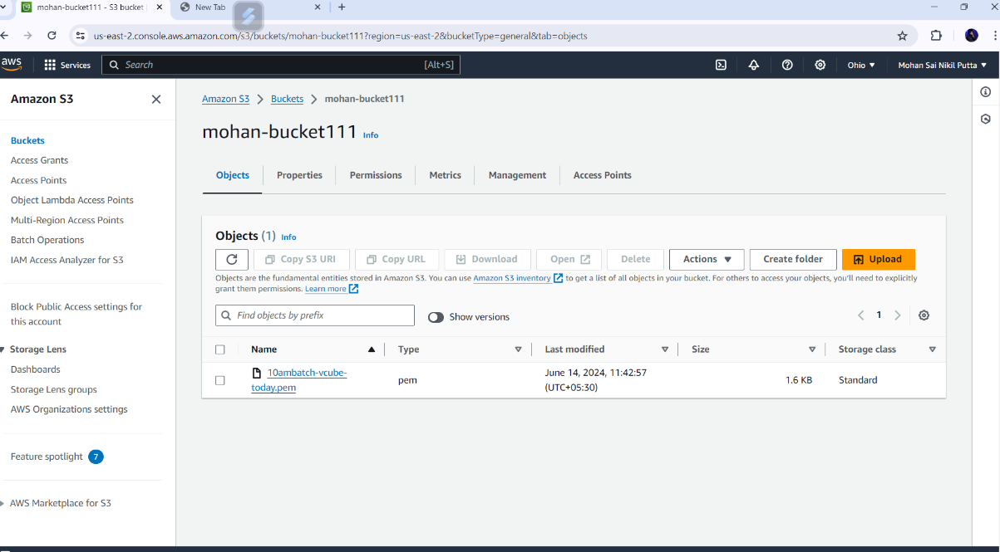 mohan-bucket111 - S3 bucket
New Tab
us-east-2.console.aws.amazon.com/s3/buckets/mohan-bucket111?region=us-east-2&bucketType=general&tab=objects
aws
Services
Search
[Alt+S]
Ohio
Mohan Sai Nikil Putta
Amazon S3
Buckets
Access Grants
Access Points
Object Lambda Access Points
Multi-Region Access Points
Batch Operations
IAM Access Analyzer for S3
Block Public Access settings for
this account
Storage Lens
Dashboards
Storage Lens groups
AWS Organizations settings
Feature spotlight 7
AWS Marketplace for S3
Amazon S3 > Buckets > mohan-bucket111
mohan-bucket111 Info
Objects
Properties
Permissions
Metrics
Management
Access Points
Objects (1) Info
Copy S3 URI
Copy URL
Download
Open
Delete
Actions
Create folder
Upload
Objects are the fundamental entities stored in Amazon S3. You can use Amazon S3 inventory to get a list of all objects in your bucket. For others to access your objects, you'll need to explicitly
grant them permissions. Learn more
Find objects by prefix
Show versions
1
Name
Type
Last modified
Size
Storage class
10ambatch-vcube-
today.pem
pem
June 14, 2024, 11:42:57
(UTC+05:30)
1.6 KB
Standard